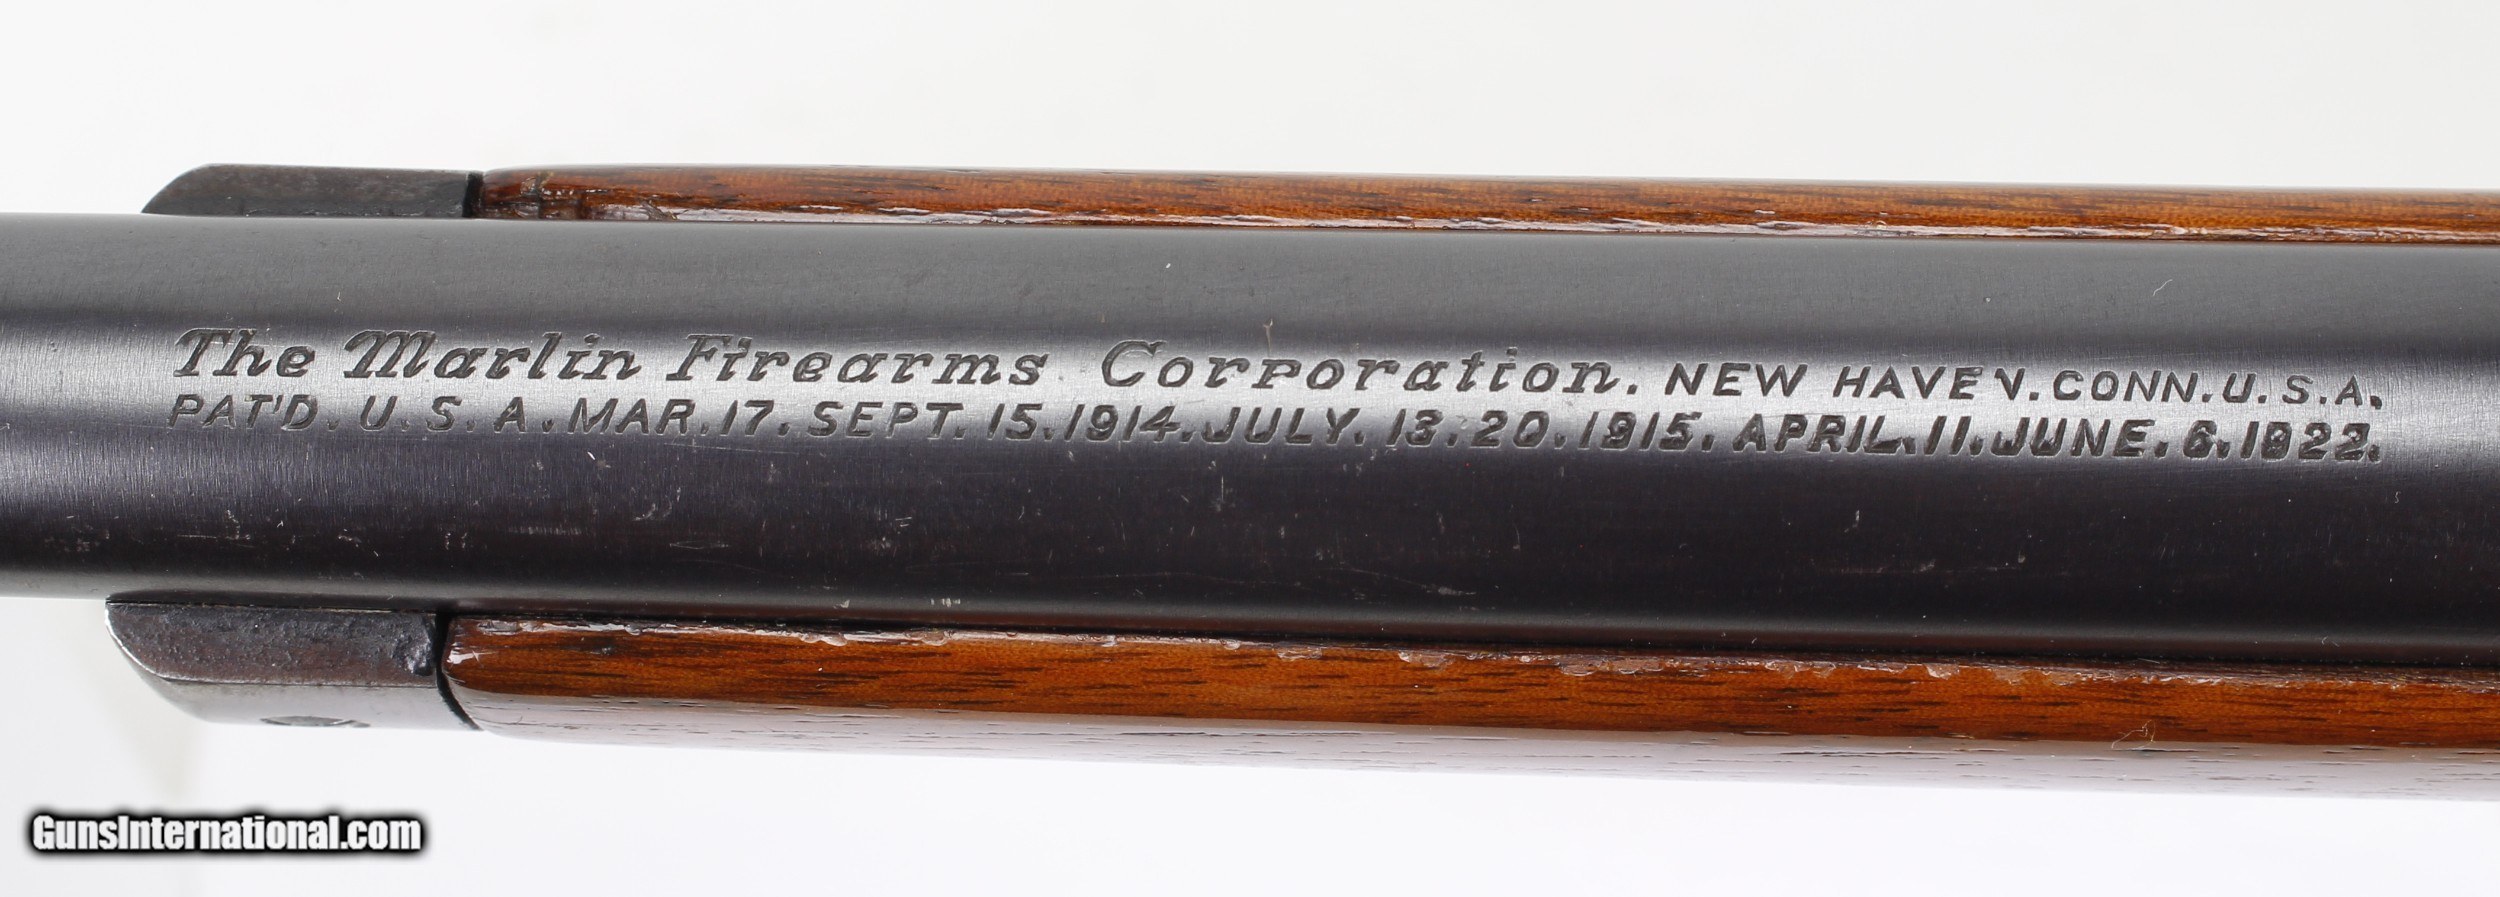 The Marlin Firearms Corporation. NEW HAVEN. CONN. U. S. A.
PAT'D. U. S. A. MAR. 17. SEPT. 15. 1914. JULY. 13. 20. 1915. APRIL. 11. JUNE. 6. 1922.
GunsInternational.com